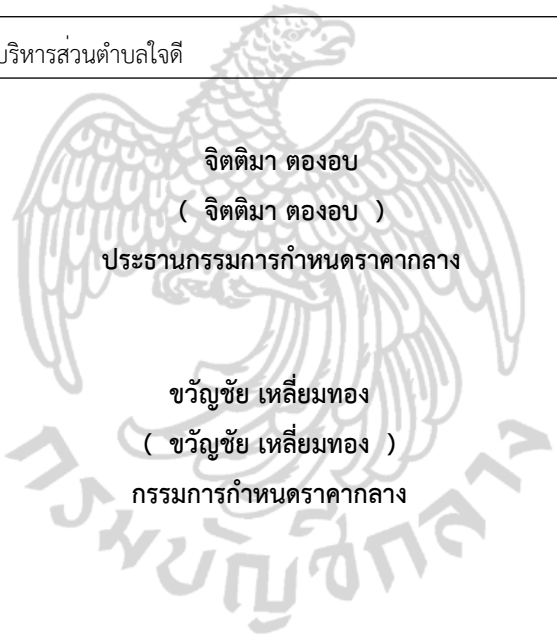 บริหารส่วนตำบลใจดี
จิตติมา ตองอบ
( จิตติมา ตองอบ )
ประธานกรรมการกำหนดราคากลาง
ขวัญชัย เหลี่ยมทอง
( ขวัญชัย เหลี่ยมทอง )
กรรมการกำหนดราคากลาง
กรมบัญชีกลาง